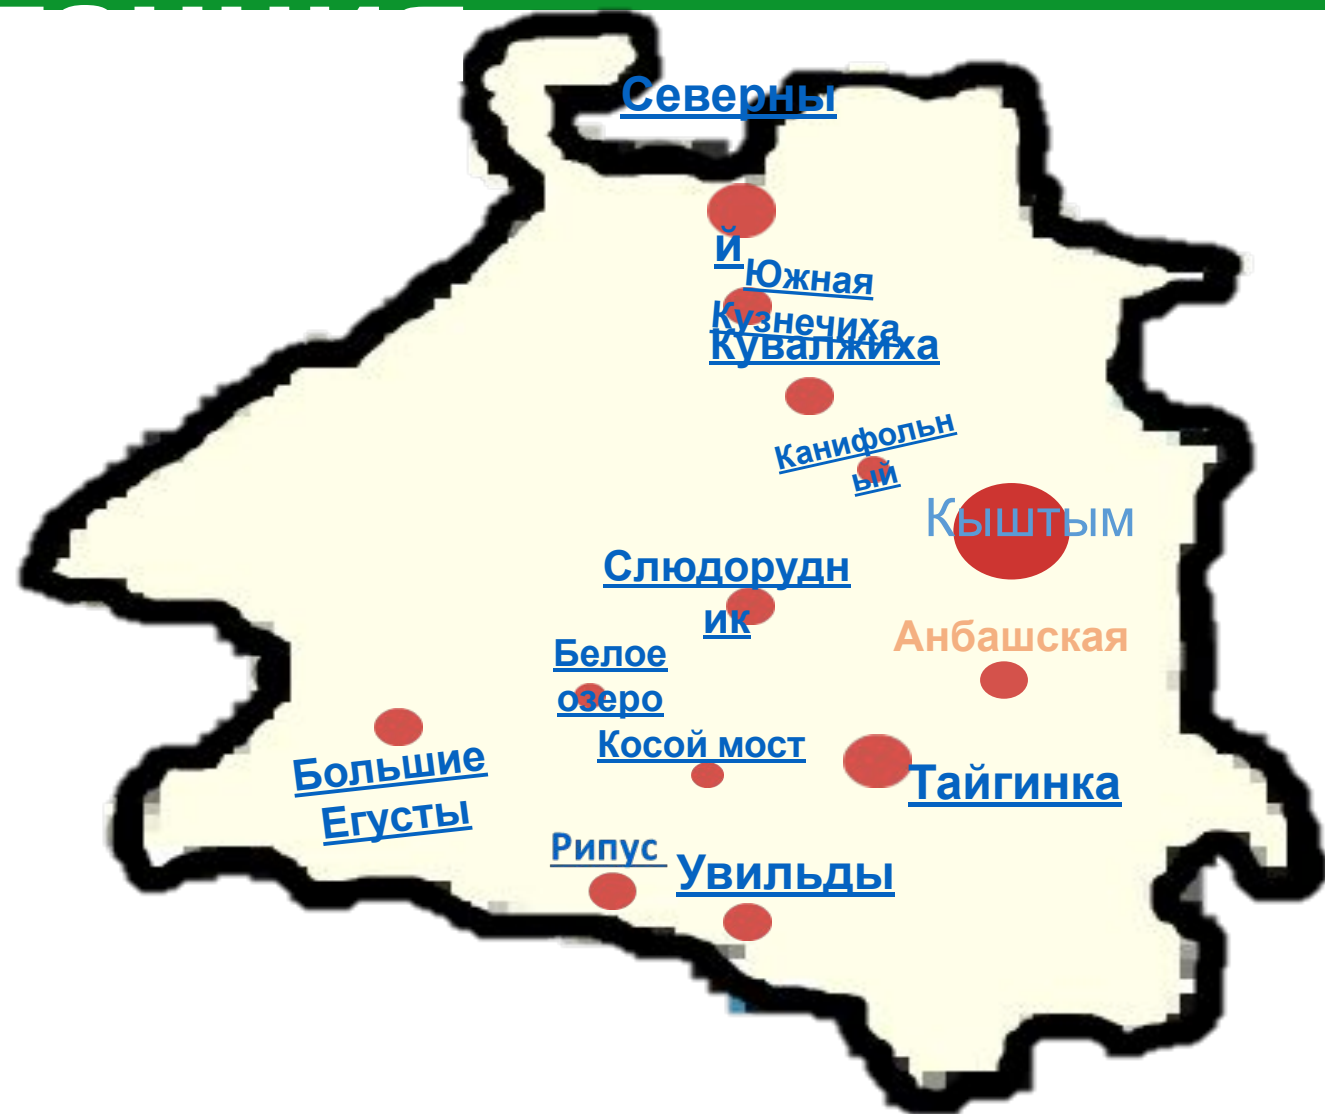 Северны
й
Южная
Кузнечиха
Кувалжиха
Канифольн
ый
Кыштым
Слюдорудн
ик
Анбашская
Белое
озеро
Косой мост
Большие
Егусты
Тайгинка
Рипус
Увильды